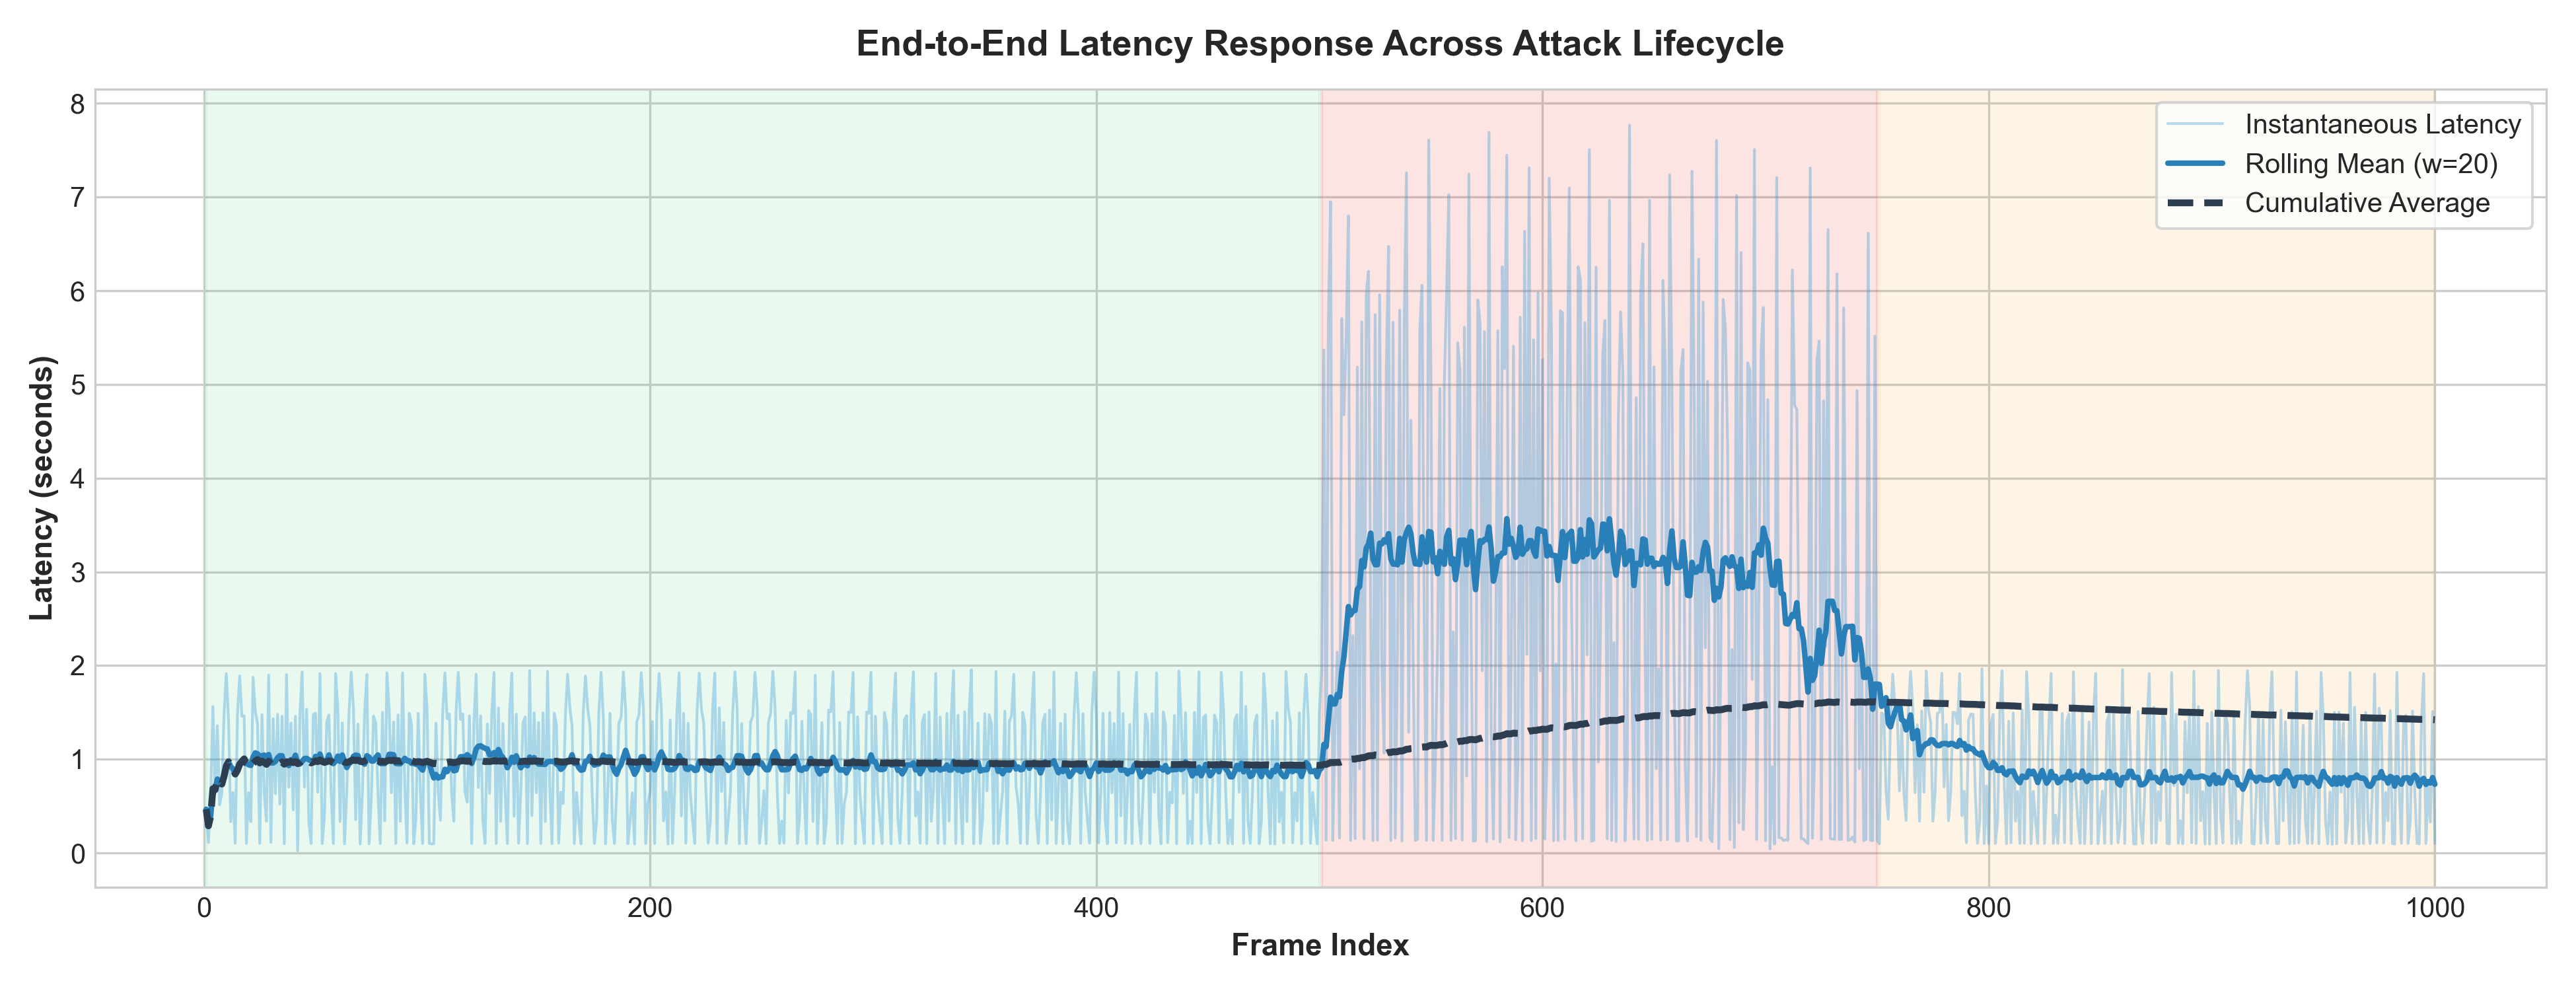 End-to-End Latency Response Across Attack Lifecycle
Instantaneous Latency
Rolling Mean (w=20)
Cumulative Average
Latency (seconds)
8
7
6
5
4
3
2
1
0
0 200 400 600 800 1000
Frame Index